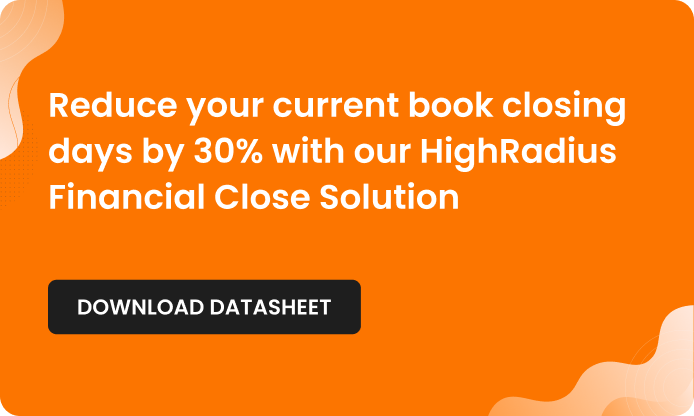 Reduce your current book closing
days by 30% with our HighRadius
Financial Close Solution
DOWNLOAD DATASHEET